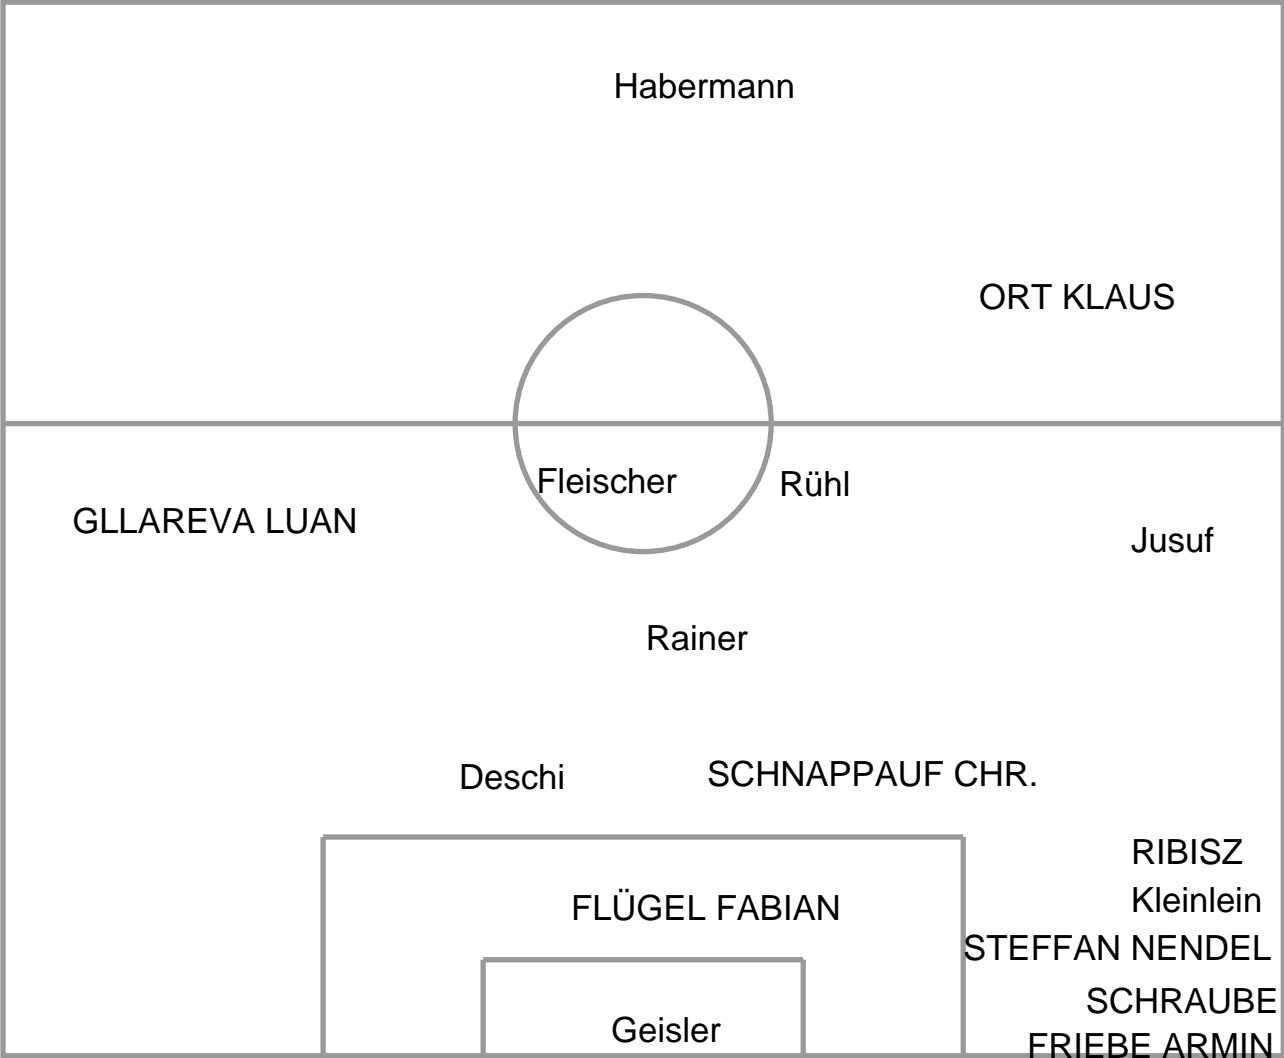 Habermann
ORT KLAUS
Fleischer
Rühl
GLLAREVA LUAN
Jusuf
Rainer
Deschi
SCHNAPPAUF CHR.
RIBISZ
Kleinlein
FLÜGEL FABIAN
STEFFAN NENDEL
SCHRAUBE
Geisler
FRIEBE ARMIN